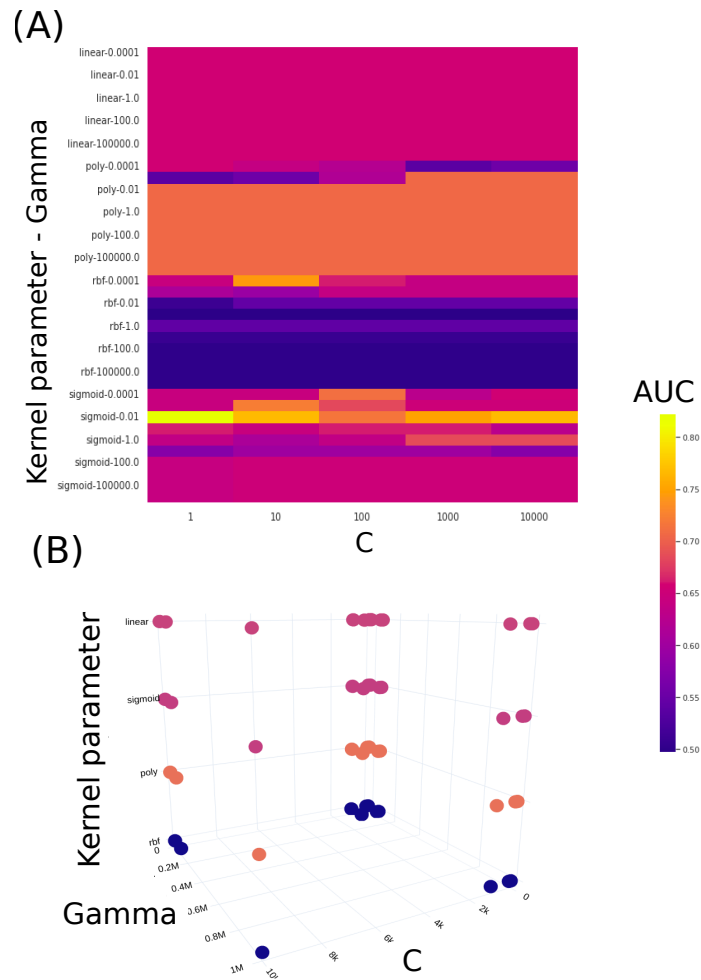 (A)
linear-0.0001
linear-0.01
linear-1.0
linear-100.0
linear-100000.0
poly-0.0001
poly-0.01
poly-1.0
poly-100.0
poly-100000.0
rbf-0.0001
rbf-0.01
rbf-1.0
rbf-100.0
rbf-100000.0
sigmoid-0.0001
sigmoid-0.01
sigmoid-1.0
sigmoid-100.0
sigmoid-100000.0
Kernel parameter - Gamma
1 10 100 1000 10000
C
AUC
0.80
0.75
0.70
0.65
0.60
0.55
0.50
(B)
Kernel parameter
linear
sigmoid
poly
rbf
0
0.2M
0.4M
0.8M
1M
Gamma
8k
6k
4k
2k
0
C